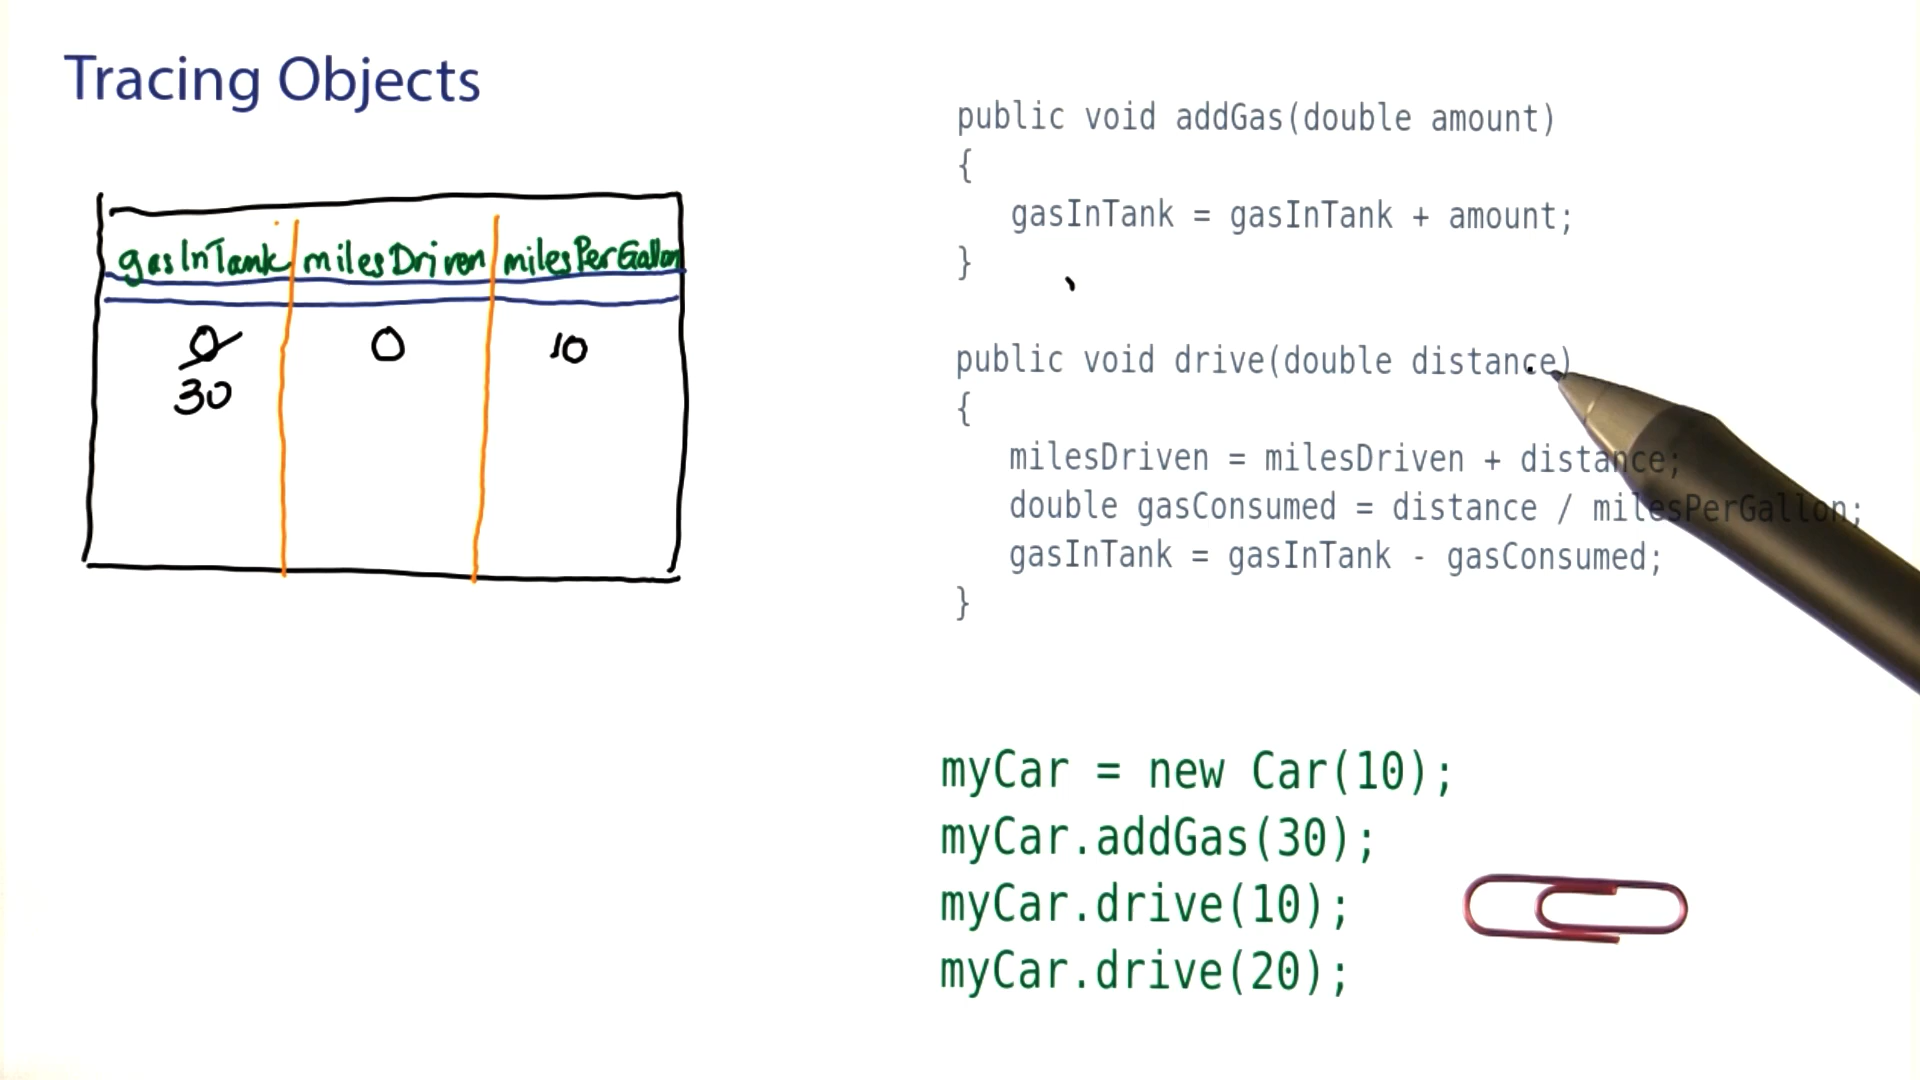 Tracing Objects
gasInTank milesDriven milesPerGallon
0 0 10
30
public void addGas(double amount)
{
gasInTank = gasInTank + amount;
}
public void drive(double distance)
{
milesDriven = milesDriven + distance;
double gasConsumed = distance / milesPerGallon;
gasInTank = gasInTank - gasConsumed;
}
myCar = new Car(10);
myCar.addGas(30);
myCar.drive(10);
myCar.drive(20);